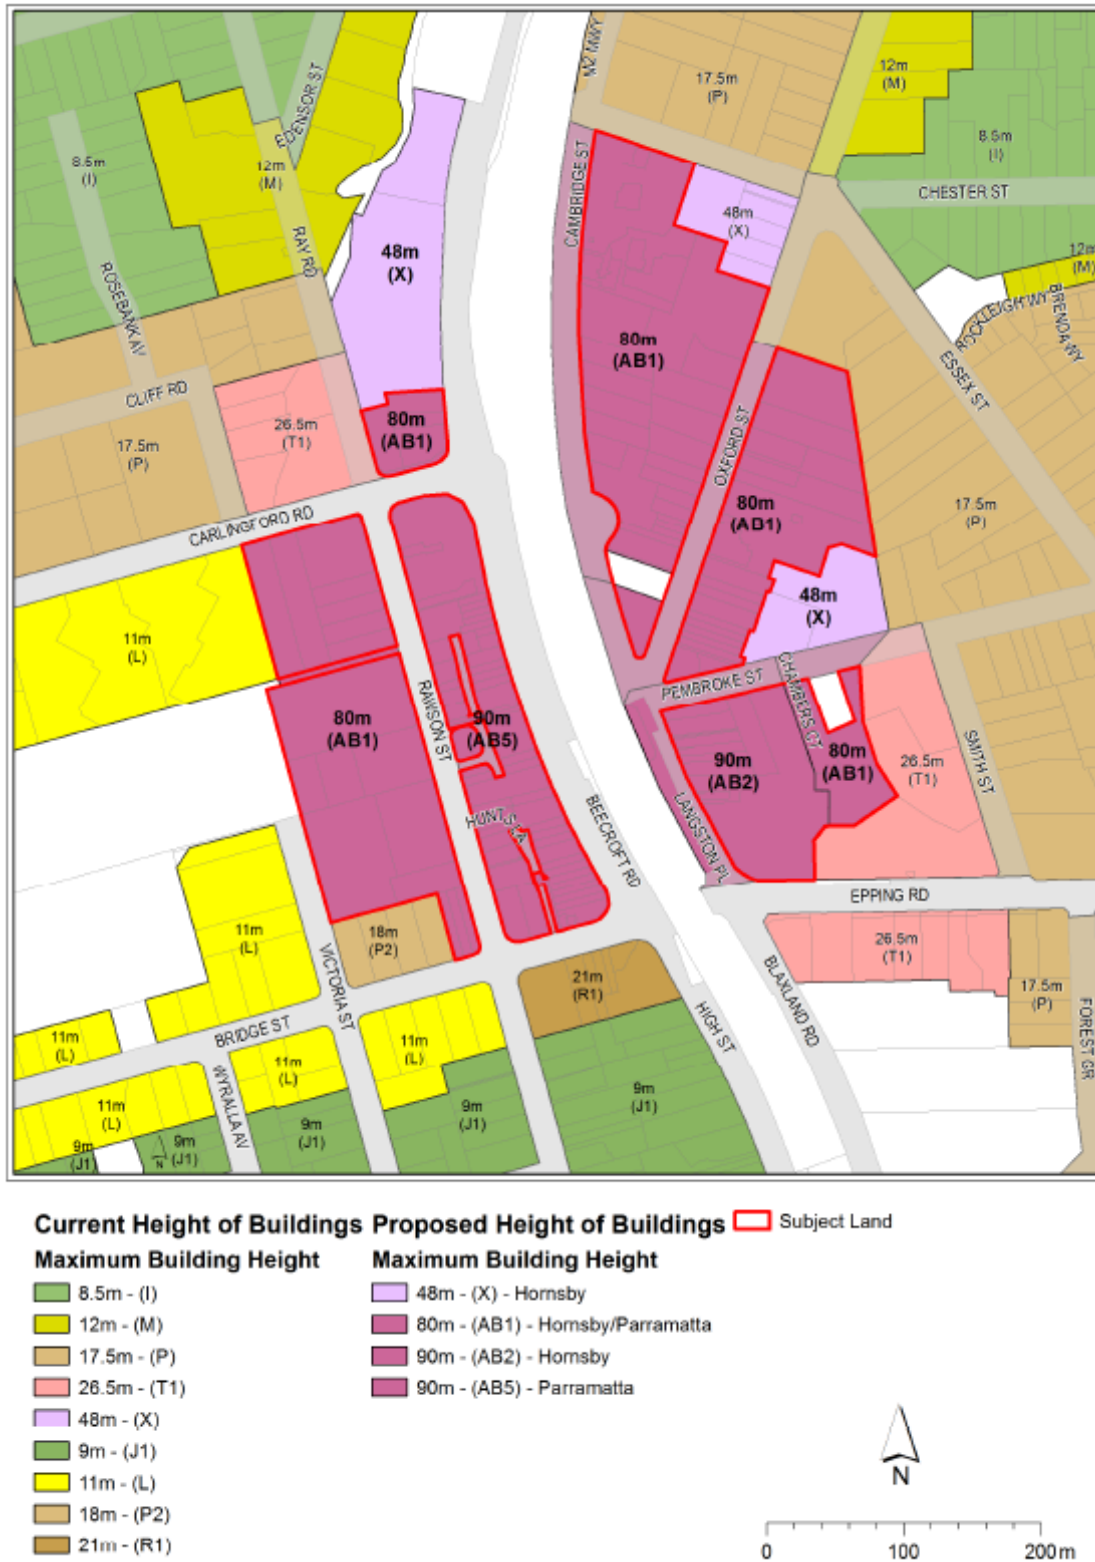 M2 MWY
12m
(M)
17.5m
(P)
EDENSOR ST
8.5m
(I)
8.5m
(I)
12m
(M)
CAMBRIDGE ST
CHESTER ST
48m
(X)
RAY RD
48m
(X)
12m
(M)
ROSEBANK AV
ROCKLEIGH WY
BRENDA WY
80m
(AB1)
ESSEX ST
CLIFF RD
80m
(AB1)
26.5m
(T1)
OXFORD ST
17.5m
(P)
80m
(AB1)
17.5m
(P)
CARLINGFORD RD
48m
(X)
11m
(L)
PEMBROKE ST
CHAMBERS CT
RAWSON ST
80m
(AB1)
90m
(AB5)
90m
(AB2)
80m
(AB1)
26.5m
(T1)
SMITH ST
HUNTS LA
BEECROFT RD
LANGSTON PL
EPPING RD
18m
(P2)
11m
(L)
26.5m
(T1)
VICTORIA ST
21m
(R1)
BLAXLAND RD
17.5m
(P)
BRIDGE ST
HIGH ST
FOREST GR
11m
(L)
11m
(L)
11m
(L)
WYRALLA AV
11m
(L)
9m
(J1)
9m
(J1)
9m
(J1)
9m
(J1)
9m
(J1)
N
Current Height of Buildings
Maximum Building Height
8.5m - (I)
12m - (M)
17.5m - (P)
26.5m - (T1)
48m - (X)
9m - (J1)
11m - (L)
18m - (P2)
21m - (R1)
Proposed Height of Buildings
Maximum Building Height
48m - (X) - Hornsby
80m - (AB1) - Hornsby/Parramatta
90m - (AB2) - Hornsby
90m - (AB5) - Parramatta
Subject Land
N
0 100 200m